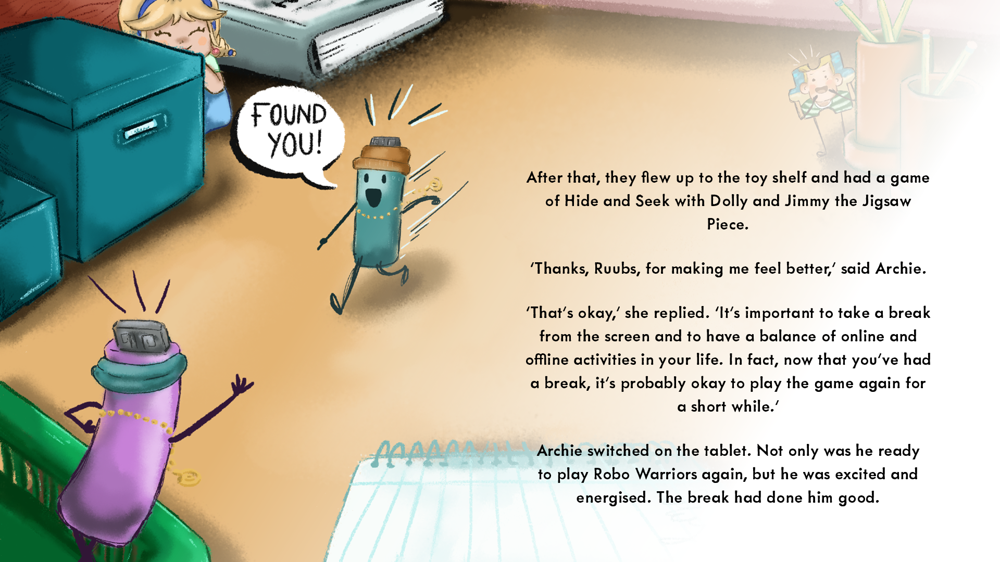 FOUND
YOU!
After that, they flew up to the toy shelf and had a game
of Hide and Seek with Dolly and Jimmy the Jigsaw
Piece.
‘Thanks, Ruubs, for making me feel better,’ said Archie.
‘That’s okay,’ she replied. ‘It’s important to take a break
from the screen and to have a balance of online and
offline activities in your life. In fact, now that you’ve had
a break, it’s probably okay to play the game again for
a short while.’
Archie switched on the tablet. Not only was he ready
to play Robo Warriors again, but he was excited and
energised. The break had done him good.